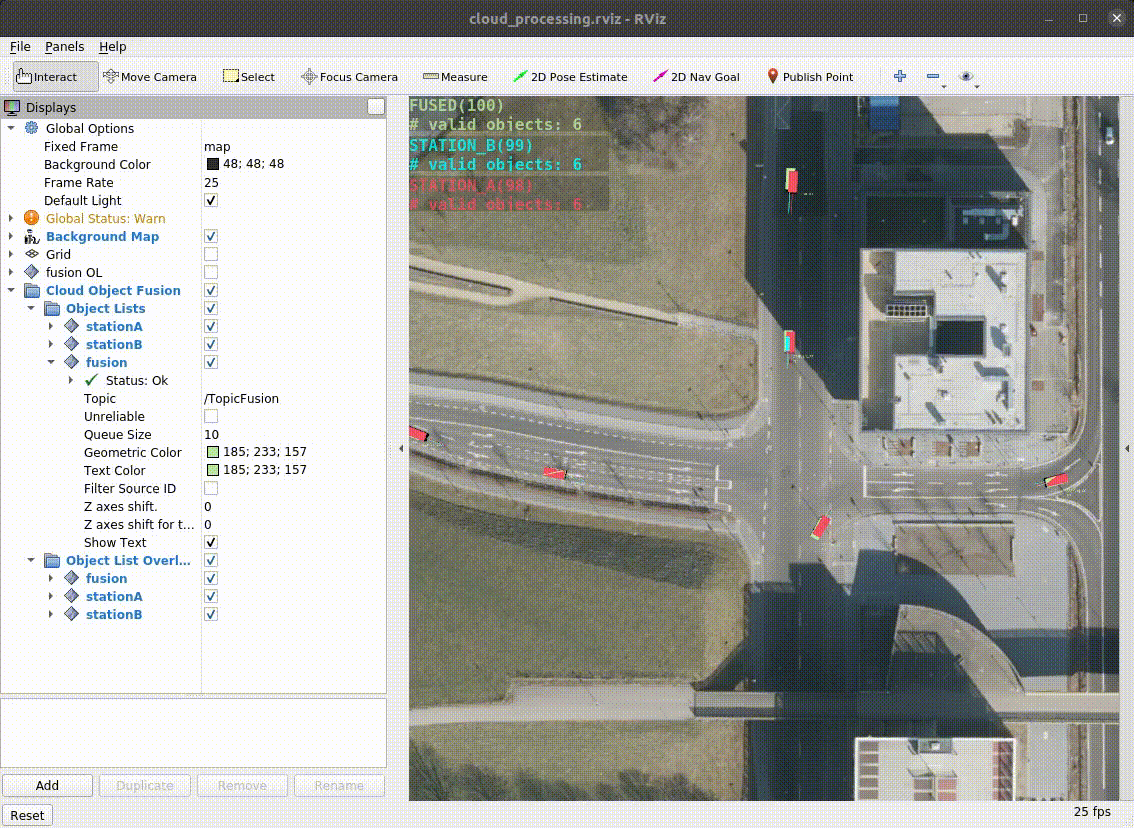 cloud_processing.rviz - RViz
File Panels Help
Interact Move Camera Select Focus Camera Measure 2D Pose Estimate 2D Nav Goal Publish Point
Displays
Global Options
Fixed Frame map
Background Color 48; 48; 48
Frame Rate 25
Default Light
Global Status: Warn
Background Map
Grid
fusion OL
Cloud Object Fusion
Object Lists
stationA
stationB
fusion
Status: Ok
Topic /TopicFusion
Unreliable
Queue Size 10
Geometric Color 185; 233; 157
Text Color 185; 233; 157
Filter Source ID
Z axes shift. 0
Z axes shift for t... 0
Show Text
Object List Overl...
fusion
stationA
stationB
Add Duplicate Remove Rename
Reset
FUSED(100)
# valid objects: 6
STATION_B(99)
# valid objects: 6
STATION_A(98)
# valid objects: 6
25 fps